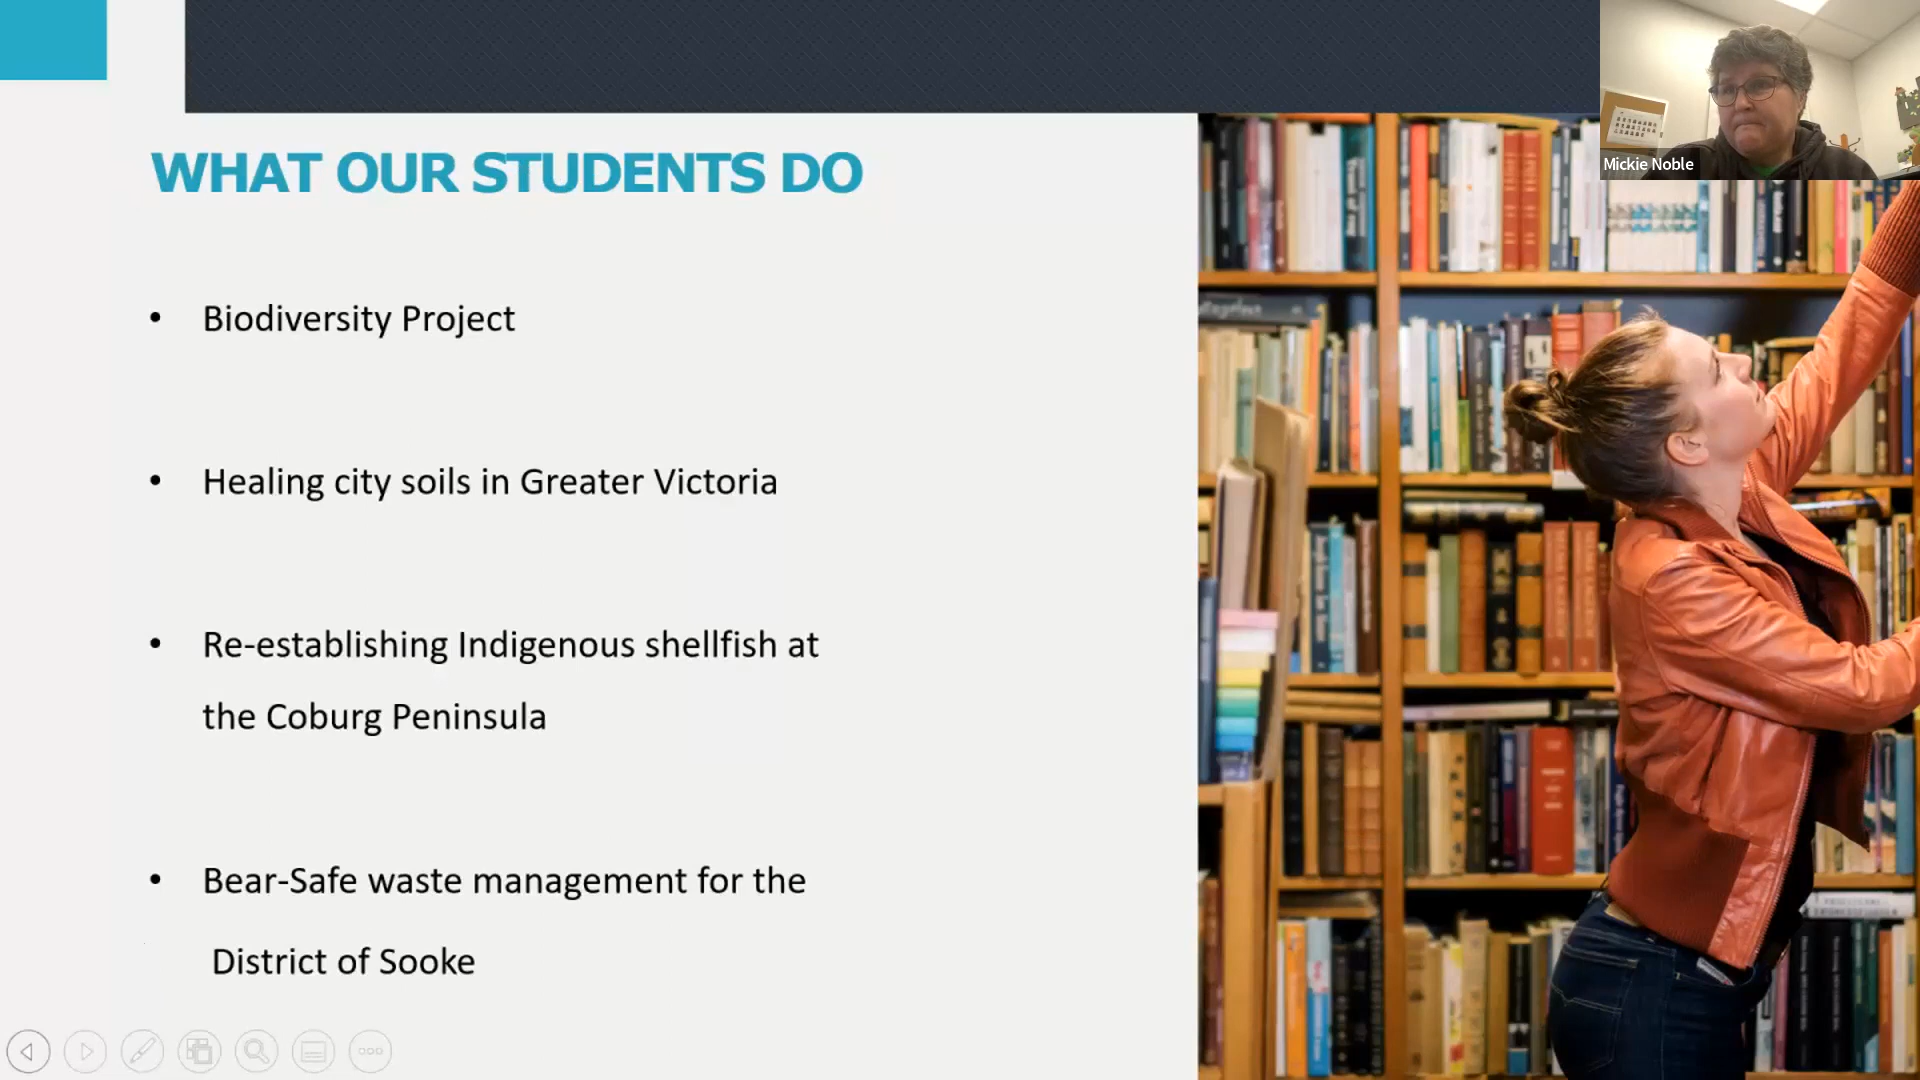 Mickie Noble
WHAT OUR STUDENTS DO
• Biodiversity Project
• Healing city soils in Greater Victoria
• Re-establishing Indigenous shellfish at
the Coburg Peninsula
• Bear-Safe waste management for the
District of Sooke